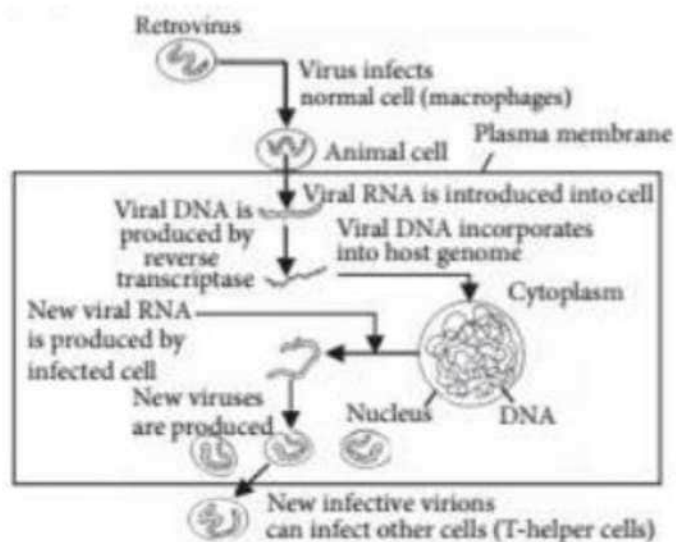 Retrovirus
Virus infects
normal cell (macrophages)
Plasma membrane
Animal cell
Viral RNA is introduced into cell
Viral DNA is
produced by
reverse
transcriptase
Viral DNA incorporates
into host genome
Cytoplasm
New viral RNA
is produced by
infected cell
New viruses
are produced
Nucleus
DNA
New infective virions
can infect other cells (T-helper cells)